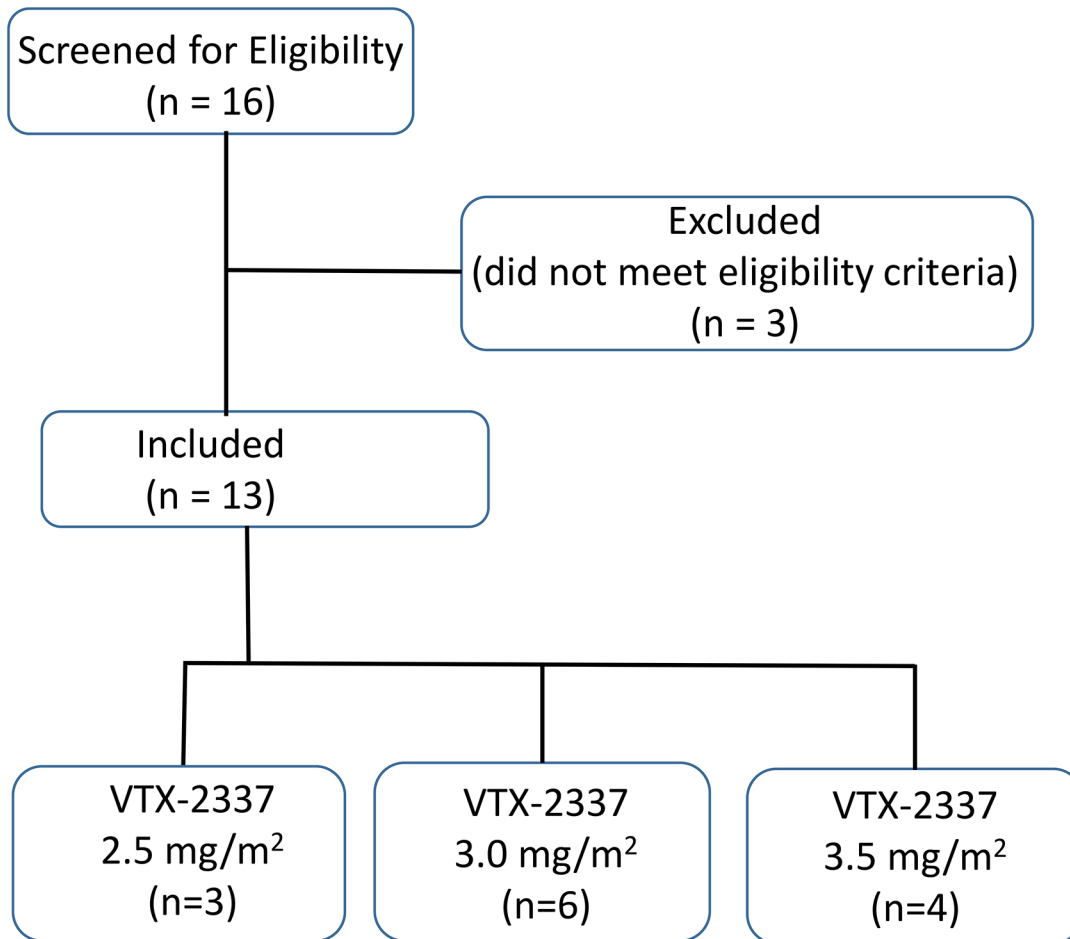 Screened for Eligibility
(n = 16)
Excluded
(did not meet eligibility criteria)
(n = 3)
Included
(n = 13)
VTX-2337
2.5 mg/m²
(n=3)
VTX-2337
3.0 mg/m²
(n=6)
VTX-2337
3.5 mg/m²
(n=4)